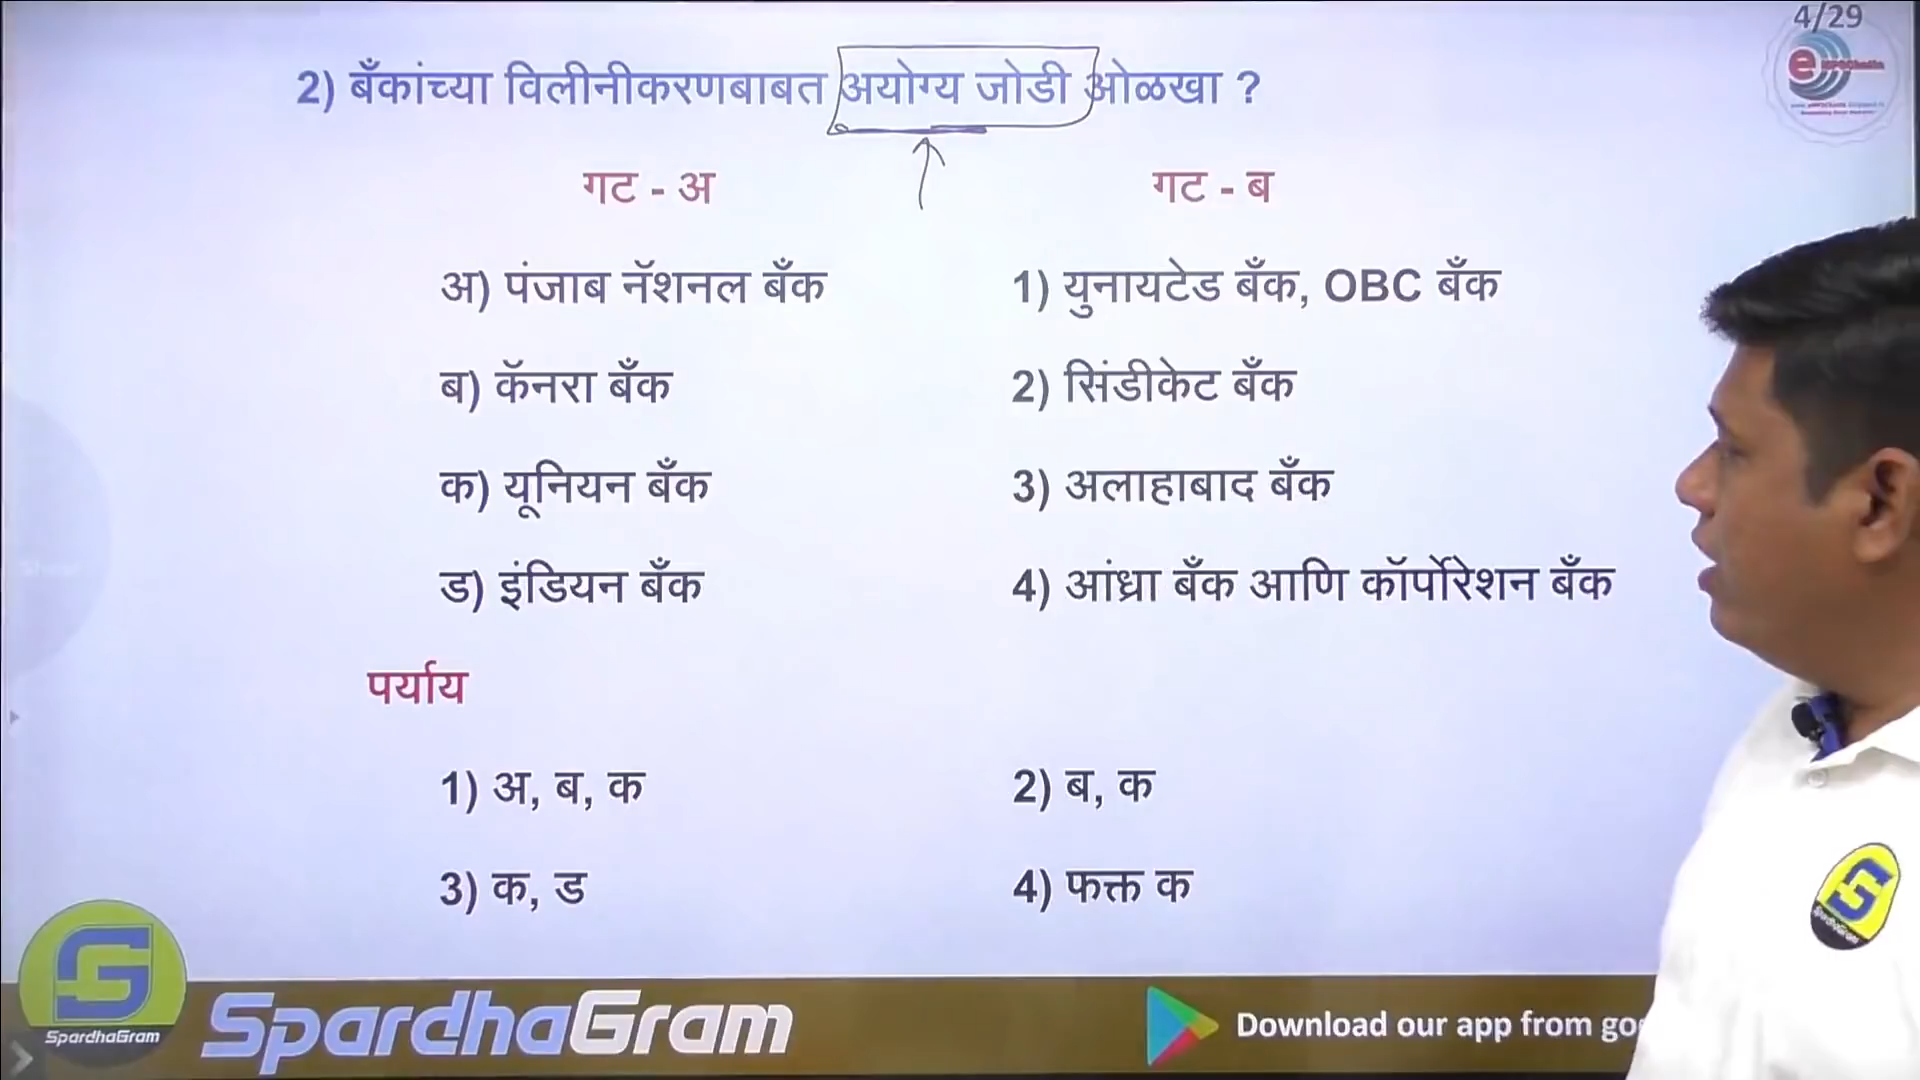 4/29
2) बँकांच्या विलीनीकरणबाबत अयोग्य जोडी ओळखा ?
गट - अ गट - ब
अ) पंजाब नॅशनल बँक 1) युनायटेड बँक, OBC बँक
ब) कॅनरा बँक 2) सिंडीकेट बँक
क) यूनियन बँक 3) अलाहाबाद बँक
ड) इंडियन बँक 4) आंध्रा बँक आणि कॉर्पोरेशन बँक
पर्याय
1) अ, ब, क 2) ब, क
3) क, ड 4) फक्त क
SpardhaGram
SpardhaGram
SpardhaGram
Download our app from go